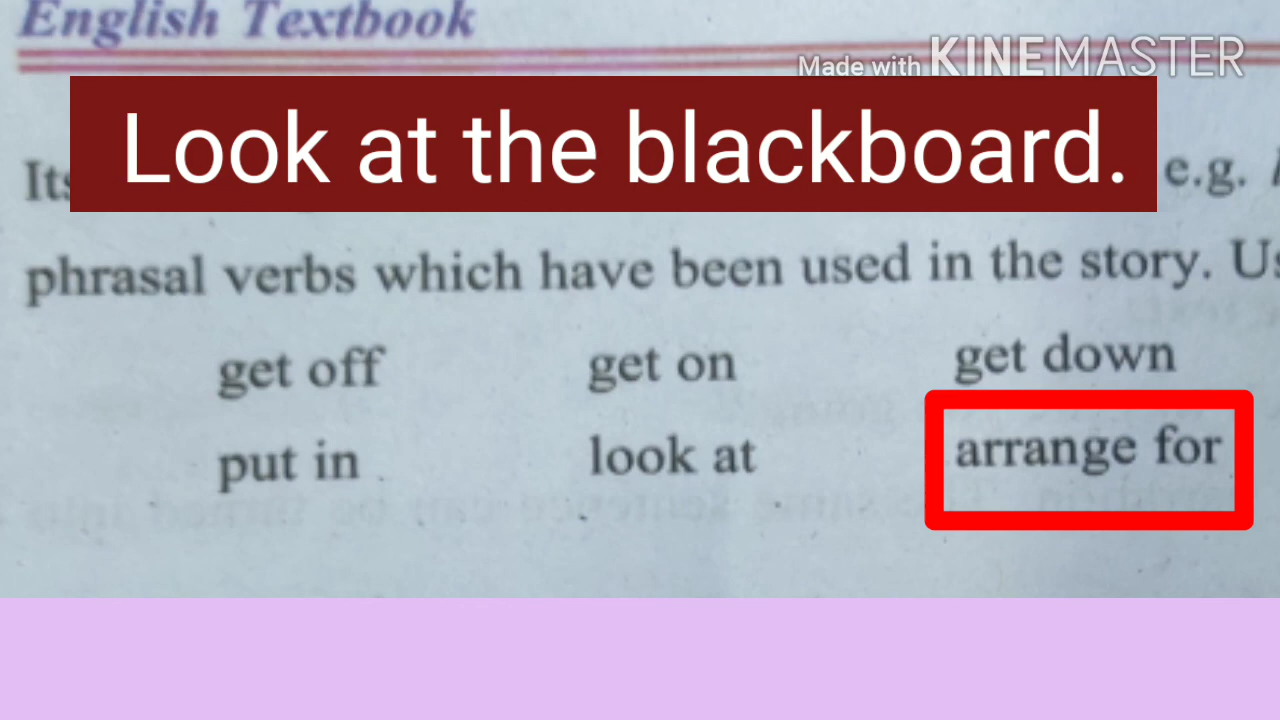 English Textbook
Made with KINEMASTER
Look at the blackboard.
e.g.
phrasal verbs which have been used in the story.
get off get on get down
put in look at arrange for